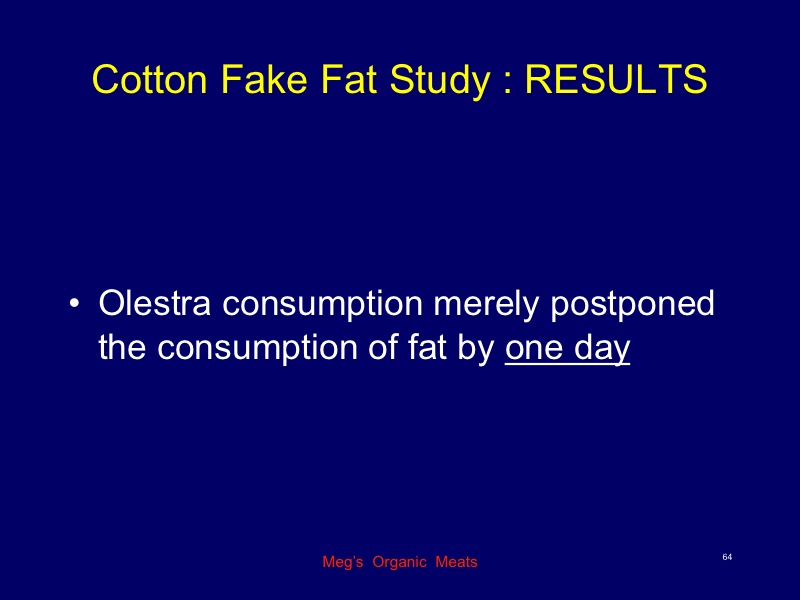 Cotton Fake Fat Study : RESULTS
• Olestra consumption merely postponed
the consumption of fat by one day
Meg’s Organic Meats
64